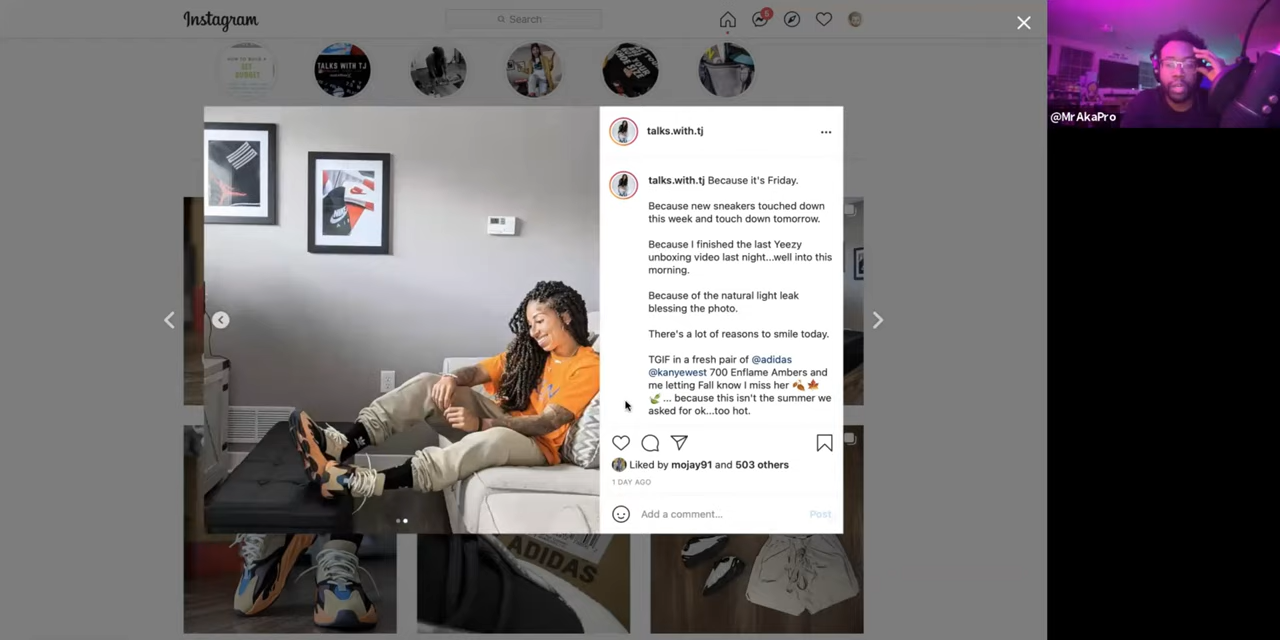 Instagram
Search
6
TALKS WITH TJ
talks.with.tj
talks.with.tj Because it's Friday.
Because new sneakers touched down
this week and touch down tomorrow.
Because I finished the last Yeezy
unboxing video last night...well into this
morning.
Because of the natural light leak
blessing the photo.
There's a lot of reasons to smile today.
TGIF in a fresh pair of @adidas
@kanyewest 700 Enflame Ambers and
me letting Fall know I miss her 🍂 🍁
🍃 ... because this isn't the summer we
asked for ok...too hot.
Liked by mojay91 and 503 others
1 DAY AGO
Add a comment...
Post
ADIDAS
@MrAkaPro